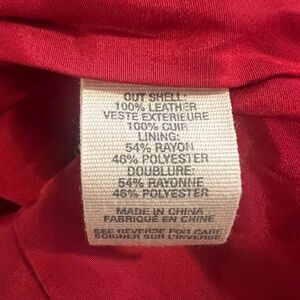 OUT SHELL:
100% LEATHER
VESTE EXTERIEURE
100% CUIR
LINING:
54% RAYON
46% POLYESTER
DOUBLURE:
54% RAYONNE
46% POLYESTER
MADE IN CHINA
FABRIQUÉ EN CHINE
SEE REVERSE FOR CARE
SOIGNER SUR L'INVERSE